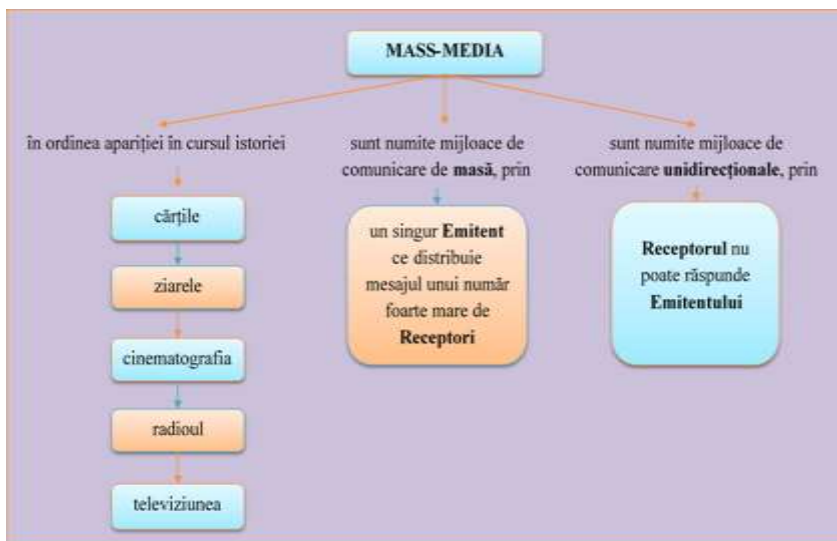 MASS-MEDIA
în ordinea apariției în cursul istoriei
cărțile
ziarele
cinematografia
radioul
televiziunea
sunt numite mijloace de
comunicare de masă, prin
un singur Emitent
ce distribuie
mesajul unui număr
foarte mare de
Receptori
sunt numite mijloace de
comunicare unidirecționale, prin
Receptorul nu
poate răspunde
Emitentului